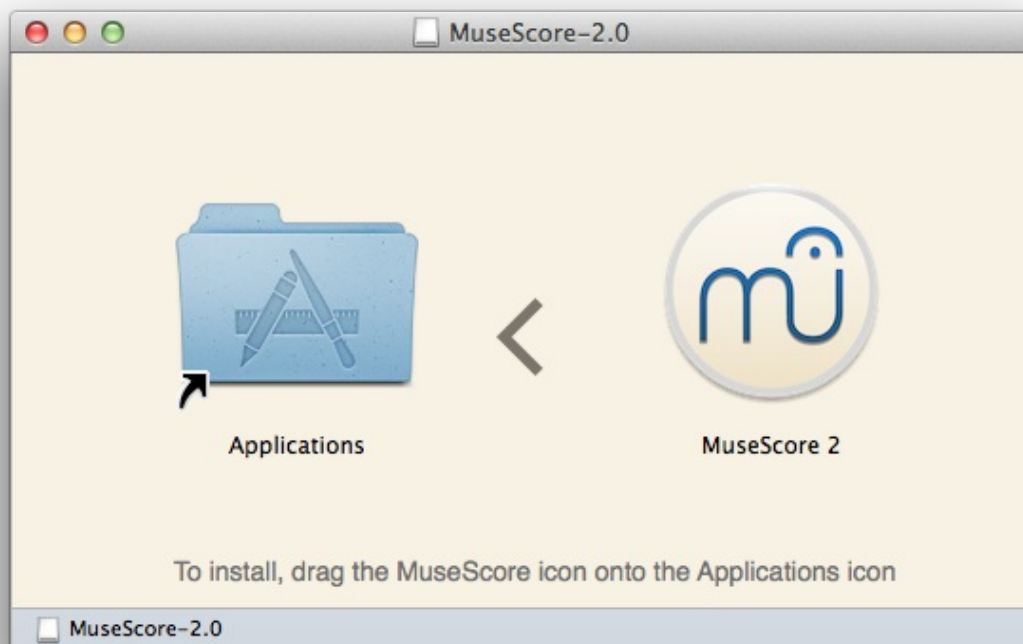 MuseScore-2.0
Applications
MuseScore 2
To install, drag the MuseScore icon onto the Applications icon
MuseScore-2.0